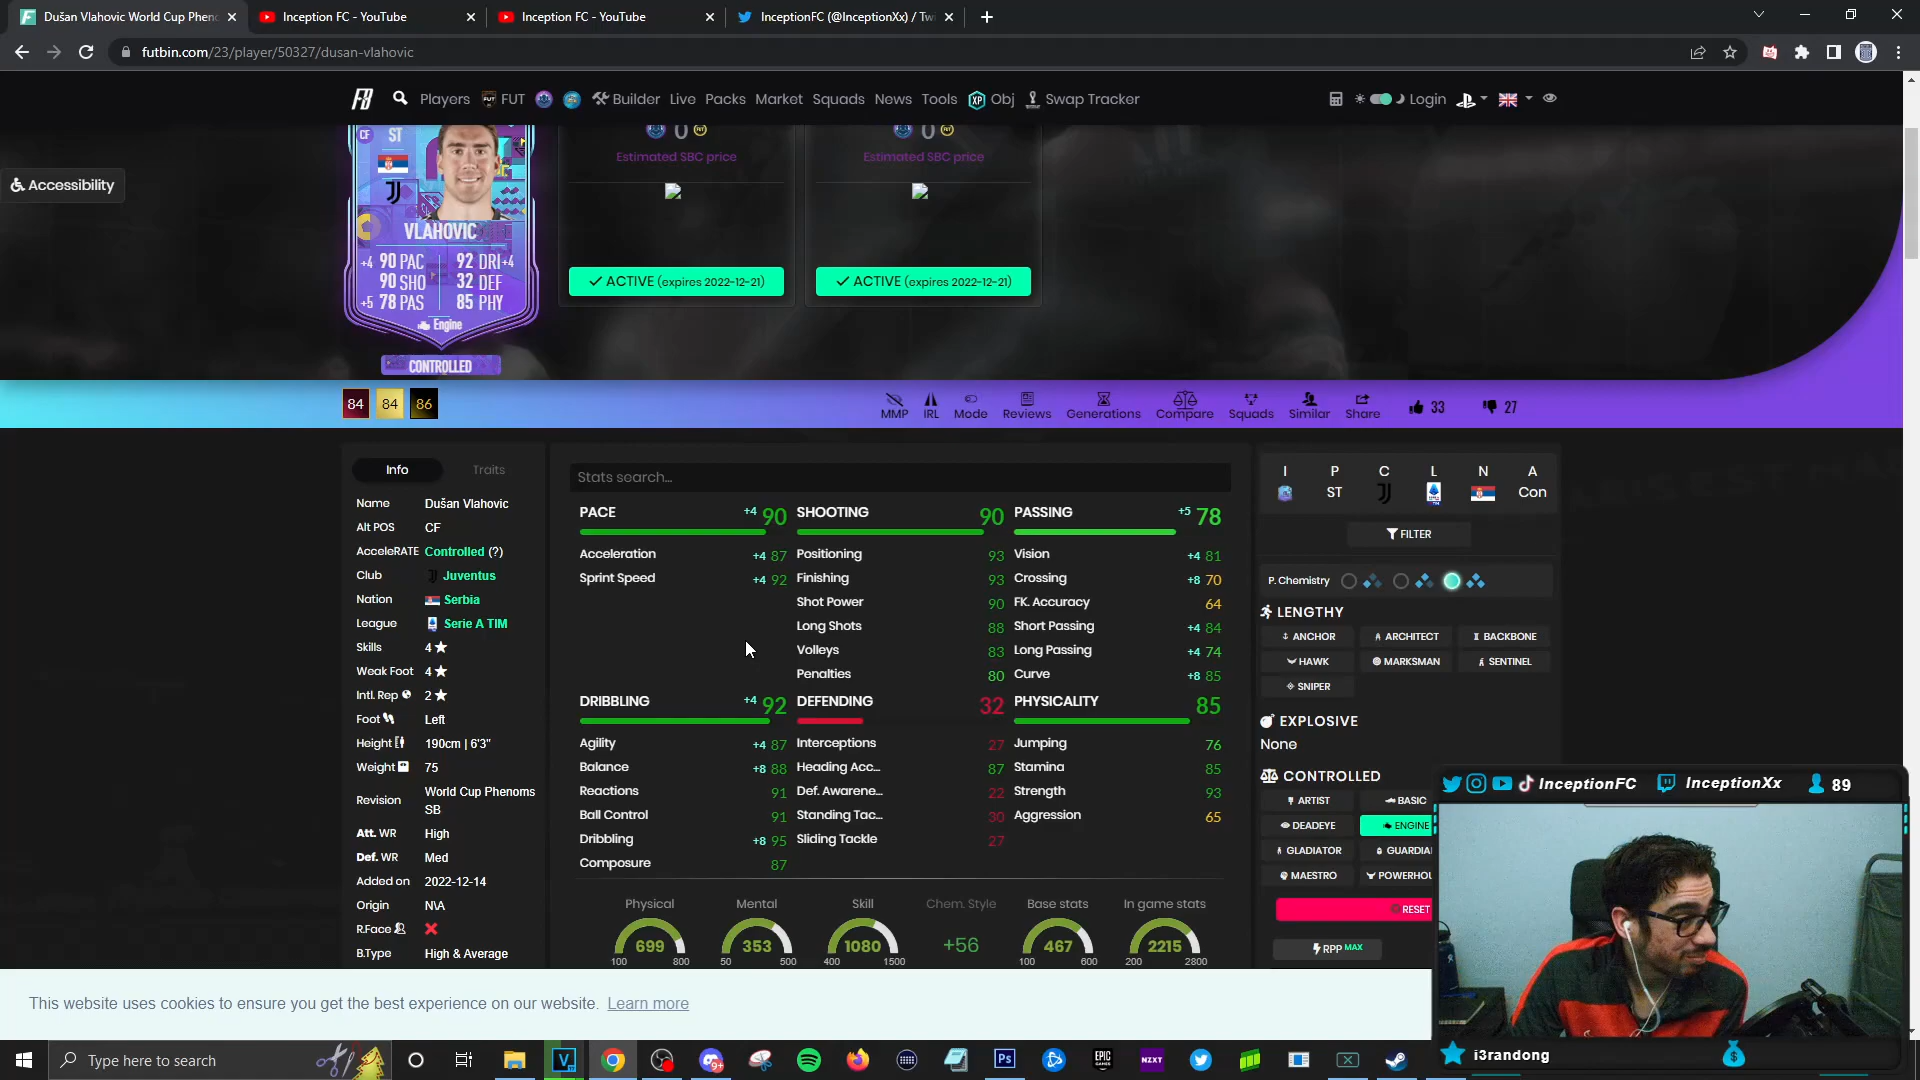 Dušan Vlahovic World Cup Phenc
Inception FC - YouTube
Inception FC - YouTube
InceptionFC (@InceptionXx) / Twi
futbin.com/23/player/50327/dusan-vlahovic
Players FUT Builder Live Packs Market Squads News Tools XP Obj Swap Tracker Login
Accessibility
CF ST
VLAHOVIC
+4 90 PAC 92 DRI +4
90 SHO 32 DEF
+5 78 PAS 85 PHY
Engine
CONTROLLED
0
Estimated SBC price
ACTIVE (expires 2022-12-21)
0
Estimated SBC price
ACTIVE (expires 2022-12-21)
84 84 86
MMP IRL Mode Reviews Generations Compare Squads Similar Share 33 27
Info Traits
Name Dušan Vlahovic
Alt POS CF
AcceleRATE Controlled (?)
Club Juventus
Nation Serbia
League Serie A TIM
Skills 4
Weak Foot 4
Intl. Rep 2
Foot Left
Height 190cm | 6'3"
Weight 75
Revision World Cup Phenoms SB
Att. WR High
Def. WR Med
Added on 2022-12-14
Origin N\A
R.Face
B.Type High & Average
Stats search...
PACE +4 90
Acceleration +4 87
Sprint Speed +4 92
SHOOTING 90
Positioning 93
Finishing 93
Shot Power 90
Long Shots 88
Volleys 83
Penalties 80
PASSING +5 78
Vision +4 81
Crossing +8 70
FK. Accuracy 64
Short Passing +4 84
Long Passing +4 74
Curve +8 85
DRIBBLING +4 92
Agility +4 87
Balance +8 88
Reactions 91
Ball Control 91
Dribbling +8 95
Composure 87
DEFENDING 32
Interceptions 27
Heading Acc... 87
Def. Awarene... 22
Standing Tac... 30
Sliding Tackle 27
PHYSICALITY 85
Jumping 76
Stamina 85
Strength 93
Aggression 65
Physical 699 100 800
Mental 353 50 500
Skill 1080 400 1500
Chem. Style +56
Base stats 467 100 600
In game stats 2215 200 2800
I P C L N A
ST Con
FILTER
P. Chemistry
LENGTHY
ANCHOR ARCHITECT BACKBONE
HAWK MARKSMAN SENTINEL
SNIPER
EXPLOSIVE
None
CONTROLLED
ARTIST BASIC
DEADEYE ENGINE
GLADIATOR GUARDIA
MAESTRO POWERHOU
RESET
RPP MAX
InceptionFC InceptionXx 89
i3randong
This website uses cookies to ensure you get the best experience on our website. Learn more
Type here to search
V
9+
Ps
EPIC GAMES
NZXT